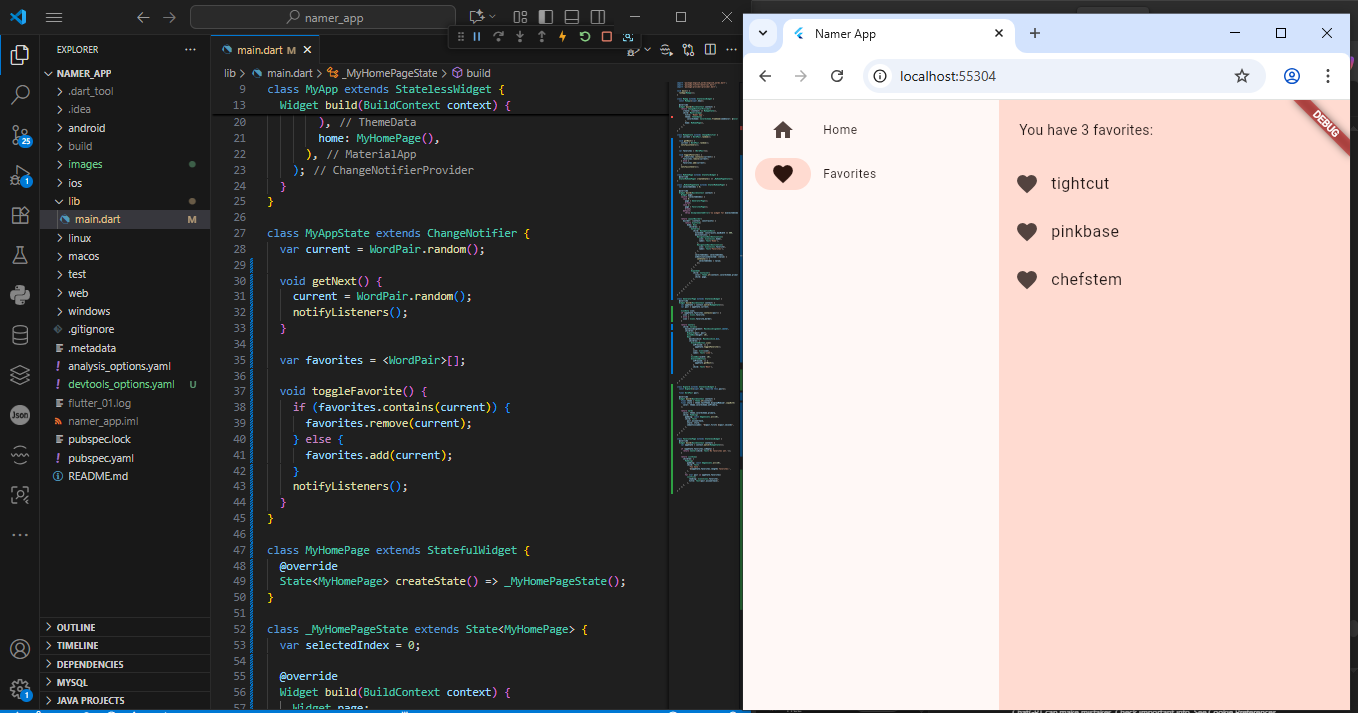 namer_app
EXPLORER
NAMER_APP
.dart_tool
.idea
android
build
images
ios
lib
main.dart M
linux
macos
test
web
windows
.gitignore
.metadata
analysis_options.yaml
devtools_options.yaml U
flutter_01.log
namer_app.iml
pubspec.lock
pubspec.yaml
README.md
OUTLINE
TIMELINE
DEPENDENCIES
MYSQL
JAVA PROJECTS
25
1
Json
1
main.dart M
lib > main.dart > _MyHomePageState > build
9 class MyApp extends StatelessWidget {
13 Widget build(BuildContext context) {
20 ), // ThemeData
21 home: MyHomePage(),
22 ), // MaterialApp
23 ); // ChangeNotifierProvider
24 }
25 }
26
27 class MyAppState extends ChangeNotifier {
28 var current = WordPair.random();
29
30 void getNext() {
31 current = WordPair.random();
32 notifyListeners();
33 }
34
35 var favorites = <WordPair>[];
36
37 void toggleFavorite() {
38 if (favorites.contains(current)) {
39 favorites.remove(current);
40 } else {
41 favorites.add(current);
42 }
43 notifyListeners();
44 }
45 }
46
47 class MyHomePage extends StatefulWidget {
48 @override
49 State<MyHomePage> createState() => _MyHomePageState();
50 }
51
52 class _MyHomePageState extends State<MyHomePage> {
53 var selectedIndex = 0;
54
55 @override
56 Widget build(BuildContext context) {
57 Widget page;
Namer App
localhost:55304
Home
Favorites
DEBUG
You have 3 favorites:
tightcut
pinkbase
chefstem